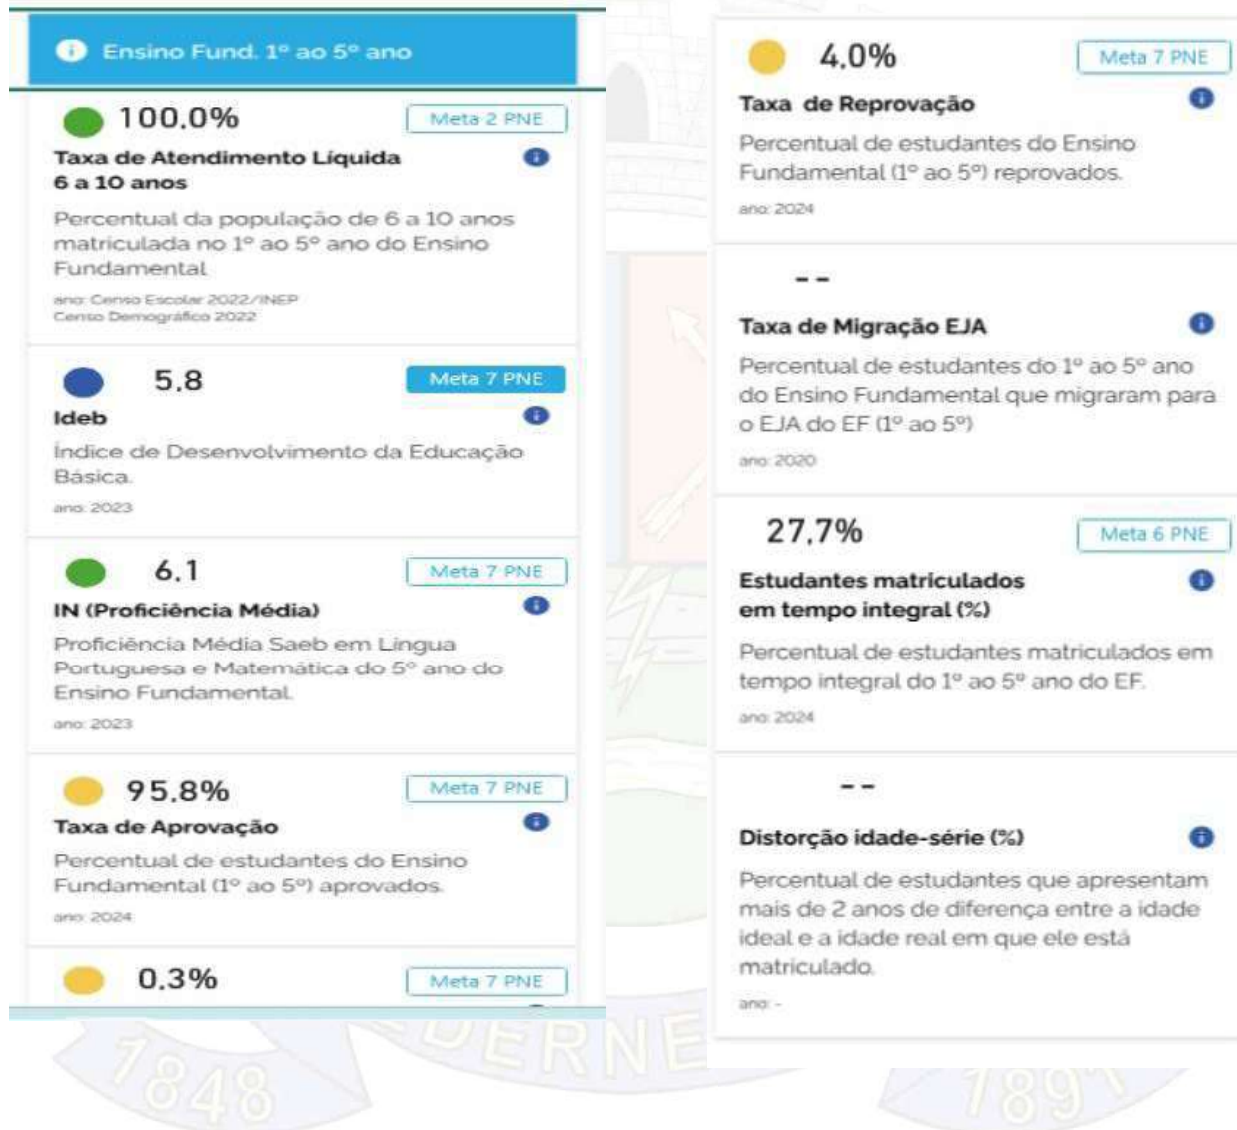 Ensino Fund. 1º ao 5º ano
100,0%
Meta 2 PNE
Taxa de Atendimento Líquida
6 a 10 anos
Percentual da população de 6 a 10 anos
matriculada no 1º ao 5º ano do Ensino
Fundamental
ano: Censo Escolar 2022/INEP
Censo Demográfico 2022
5,8
Meta 7 PNE
Ideb
Índice de Desenvolvimento da Educação
Básica.
ano: 2023
6,1
Meta 7 PNE
IN (Proficiência Média)
Proficiência Média Saeb em Língua
Portuguesa e Matemática do 5º ano do
Ensino Fundamental.
ano: 2023
95,8%
Meta 7 PNE
Taxa de Aprovação
Percentual de estudantes do Ensino
Fundamental (1º ao 5º) aprovados.
ano: 2024
0,3%
Meta 7 PNE
4,0%
Meta 7 PNE
Taxa de Reprovação
Percentual de estudantes do Ensino
Fundamental (1º ao 5º) reprovados.
ano: 2024
--
Taxa de Migração EJA
Percentual de estudantes do 1º ao 5º ano
do Ensino Fundamental que migraram para
o EJA do EF (1º ao 5º)
ano: 2020
27,7%
Meta 6 PNE
Estudantes matriculados
em tempo integral (%)
Percentual de estudantes matriculados em
tempo integral do 1º ao 5º ano do EF.
ano: 2024
--
Distorção idade-série (%)
Percentual de estudantes que apresentam
mais de 2 anos de diferença entre a idade
ideal e a idade real em que ele está
matriculado.
ano: -
1848
DERNE
1891